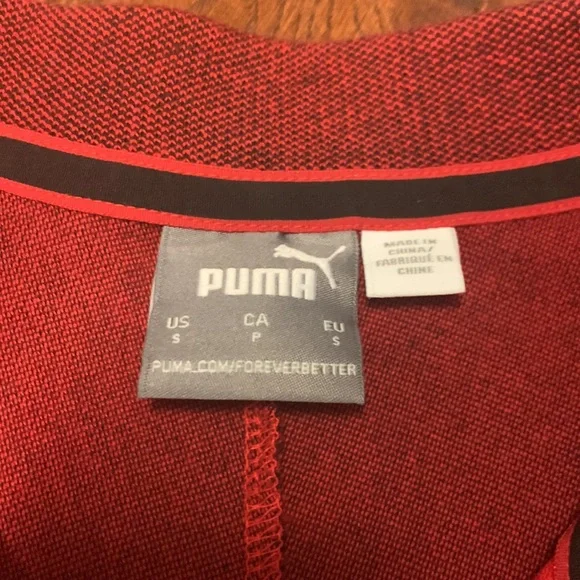 PUMA
US CA EU
S P S
PUMA.COM/FOREVERBETTER
MADE IN
CHINA/
FABRIQUÉ EN
CHINE